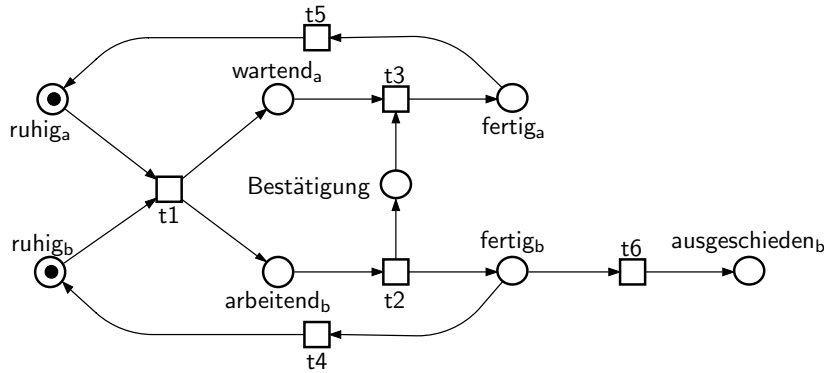 t5
wartend_a
t3
ruhig_a
fertig_a
Bestätigung
t1
ruhig_b
fertig_b
t6
ausgeschieden_b
arbeitend_b
t2
t4